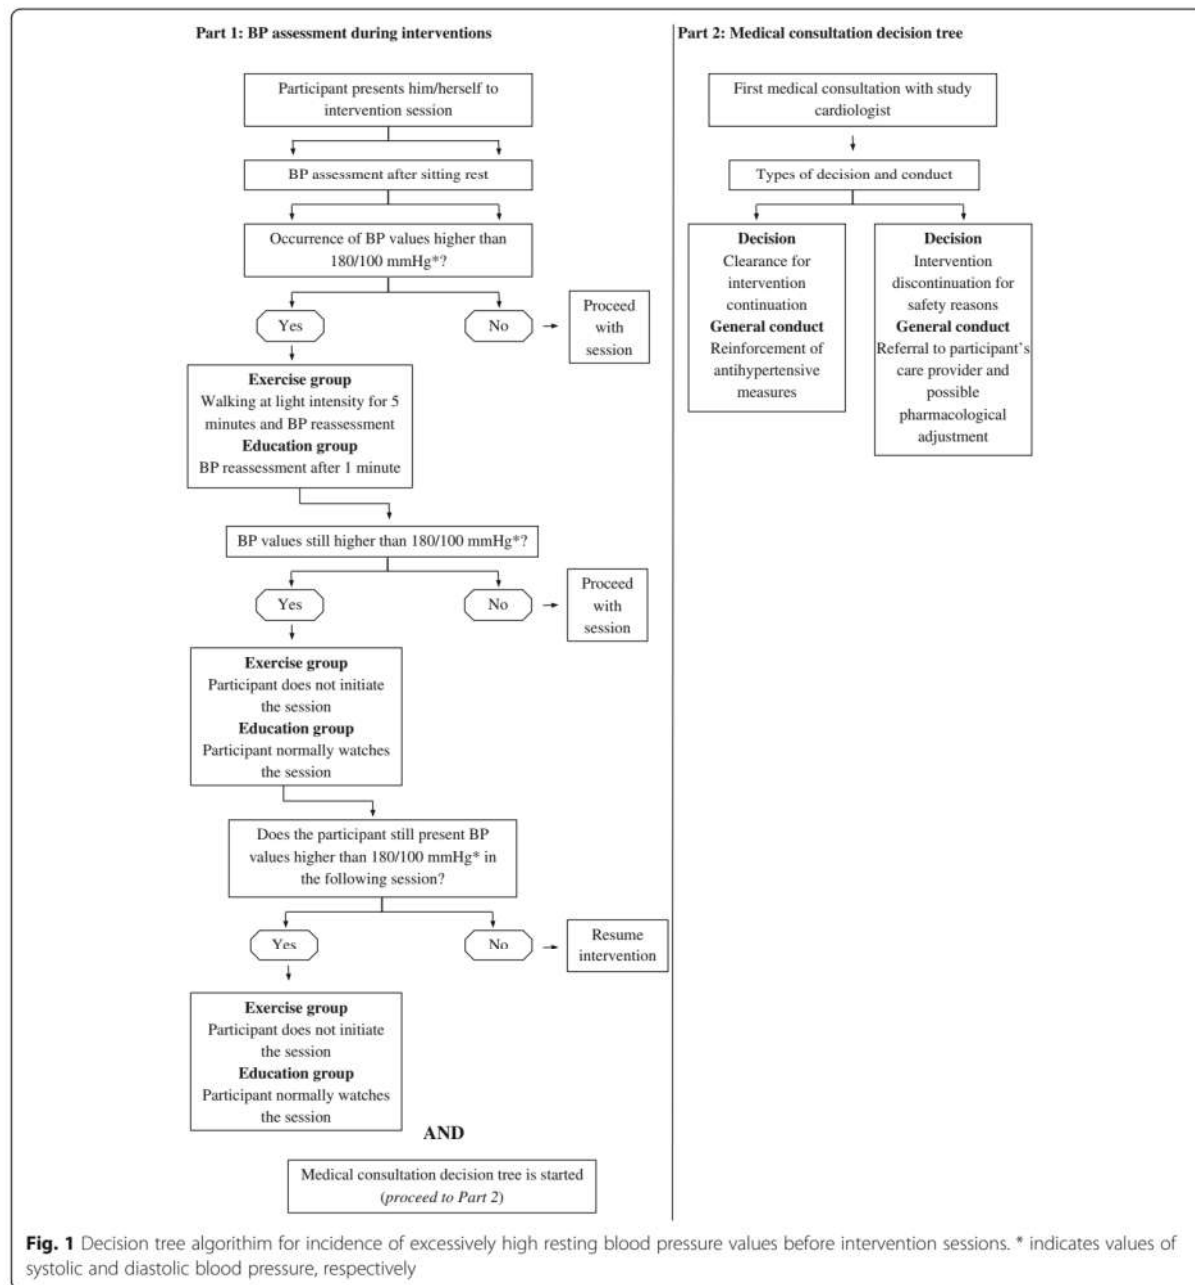 Part 1: BP assessment during interventions
Participant presents him/herself to
intervention session
BP assessment after sitting rest
Occurrence of BP values higher than
180/100 mmHg*?
Yes
No
Proceed
with
session
Exercise group
Walking at light intensity for 5
minutes and BP reassessment
Education group
BP reassessment after 1 minute
BP values still higher than 180/100 mmHg*?
Yes
No
Proceed
with
session
Exercise group
Participant does not initiate
the session
Education group
Participant normally watches
the session
Does the participant still present BP
values higher than 180/100 mmHg* in
the following session?
Yes
No
Resume
intervention
Exercise group
Participant does not initiate
the session
Education group
Participant normally watches
the session
AND
Medical consultation decision tree is started
(proceed to Part 2)
Part 2: Medical consultation decision tree
First medical consultation with study
cardiologist
Types of decision and conduct
Decision
Clearance for
intervention
continuation
General conduct
Reinforcement of
antihypertensive
measures
Decision
Intervention
discontinuation for
safety reasons
General conduct
Referral to participant's
care provider and
possible
pharmacological
adjustment
Fig. 1 Decision tree algorithim for incidence of excessively high resting blood pressure values before intervention sessions. * indicates values of
systolic and diastolic blood pressure, respectively